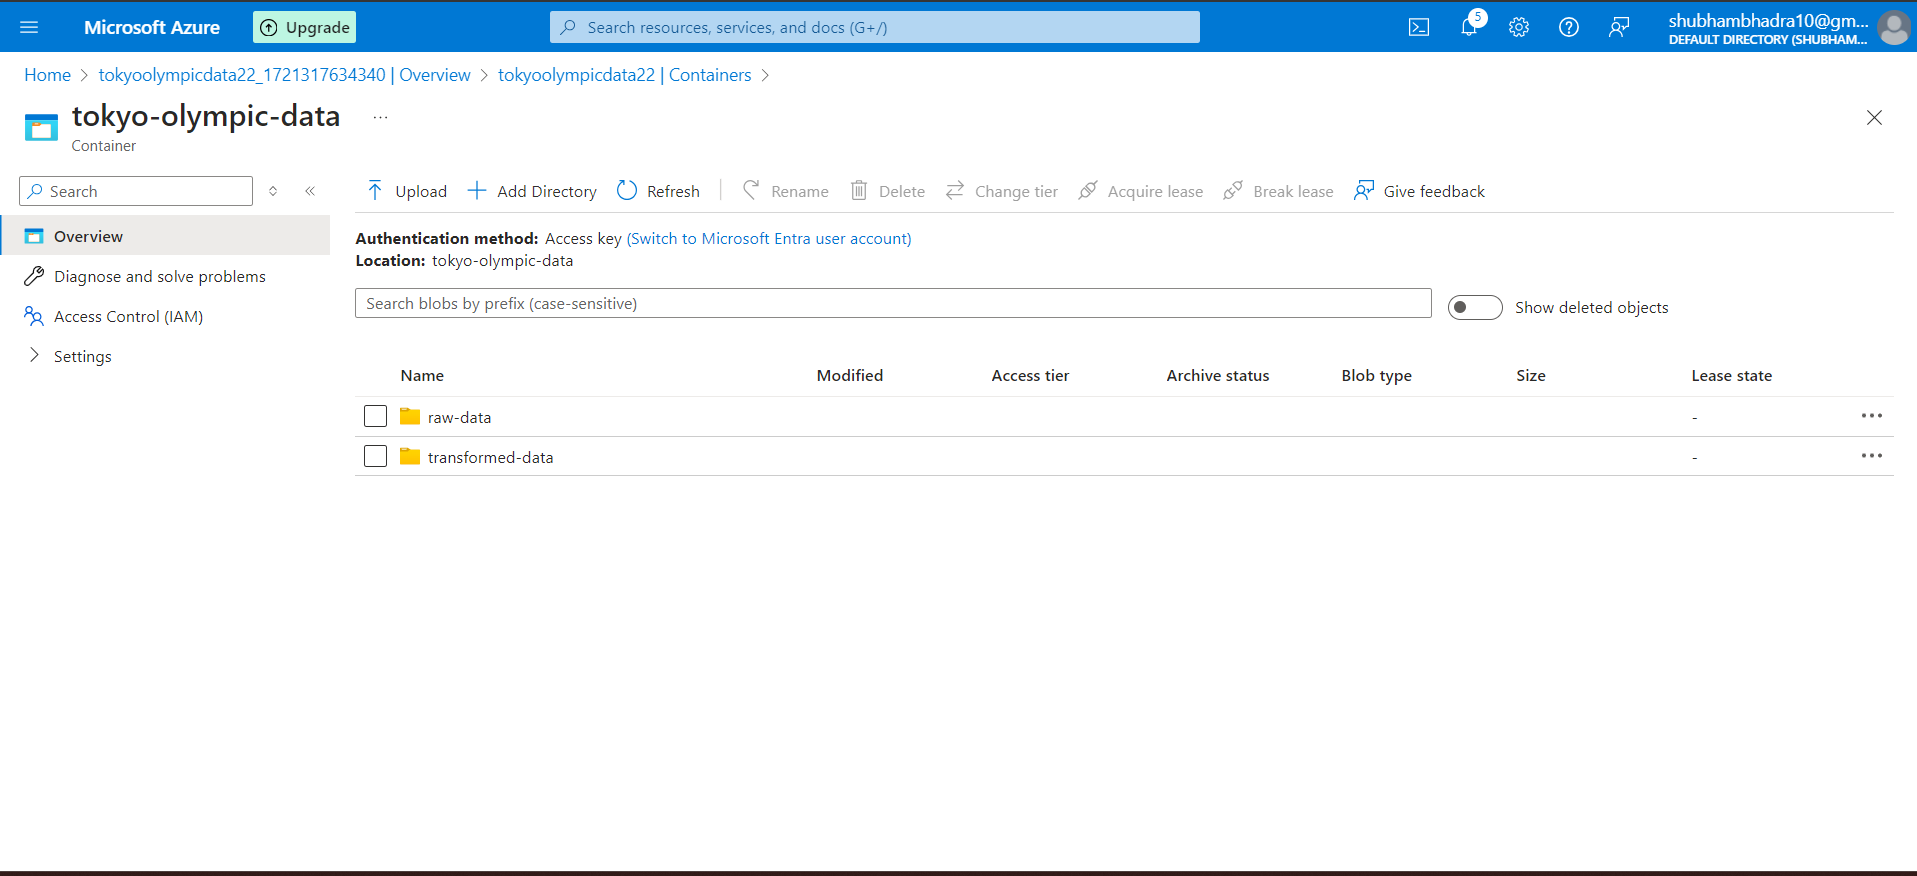 Microsoft Azure
Upgrade
Search resources, services, and docs (G+/)
5
shubhambhadra10@gm...
DEFAULT DIRECTORY (SHUBHAM...
Home > tokyoolympicdata22_1721317634340 | Overview > tokyoolympicdata22 | Containers >
tokyo-olympic-data ...
Container
Search
Upload Add Directory Refresh Rename Delete Change tier Acquire lease Break lease Give feedback
Overview
Diagnose and solve problems
Access Control (IAM)
Settings
Authentication method: Access key (Switch to Microsoft Entra user account)
Location: tokyo-olympic-data
Search blobs by prefix (case-sensitive)
Show deleted objects
Name Modified Access tier Archive status Blob type Size Lease state
raw-data -
transformed-data -